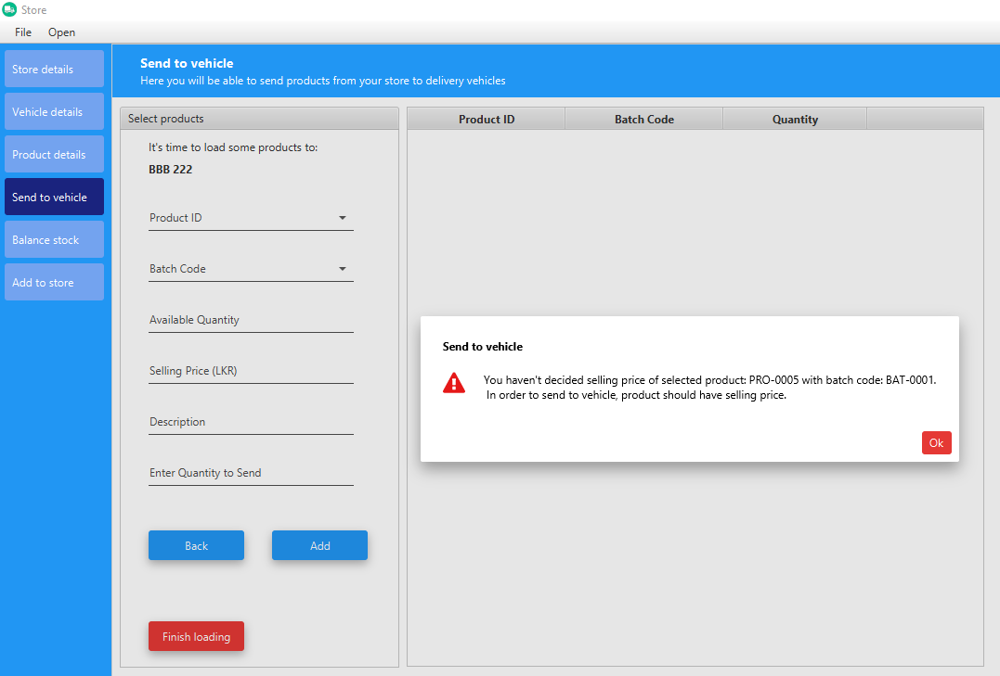 Store
File Open
Store details
Vehicle details
Product details
Send to vehicle
Balance stock
Add to store
Send to vehicle
Here you will be able to send products from your store to delivery vehicles
Select products
It's time to load some products to:
BBB 222
Product ID
Batch Code
Available Quantity
Selling Price (LKR)
Description
Enter Quantity to Send
Back Add
Finish loading
Product ID Batch Code Quantity
Send to vehicle
You haven't decided selling price of selected product: PRO-0005 with batch code: BAT-0001.
In order to send to vehicle, product should have selling price.
Ok